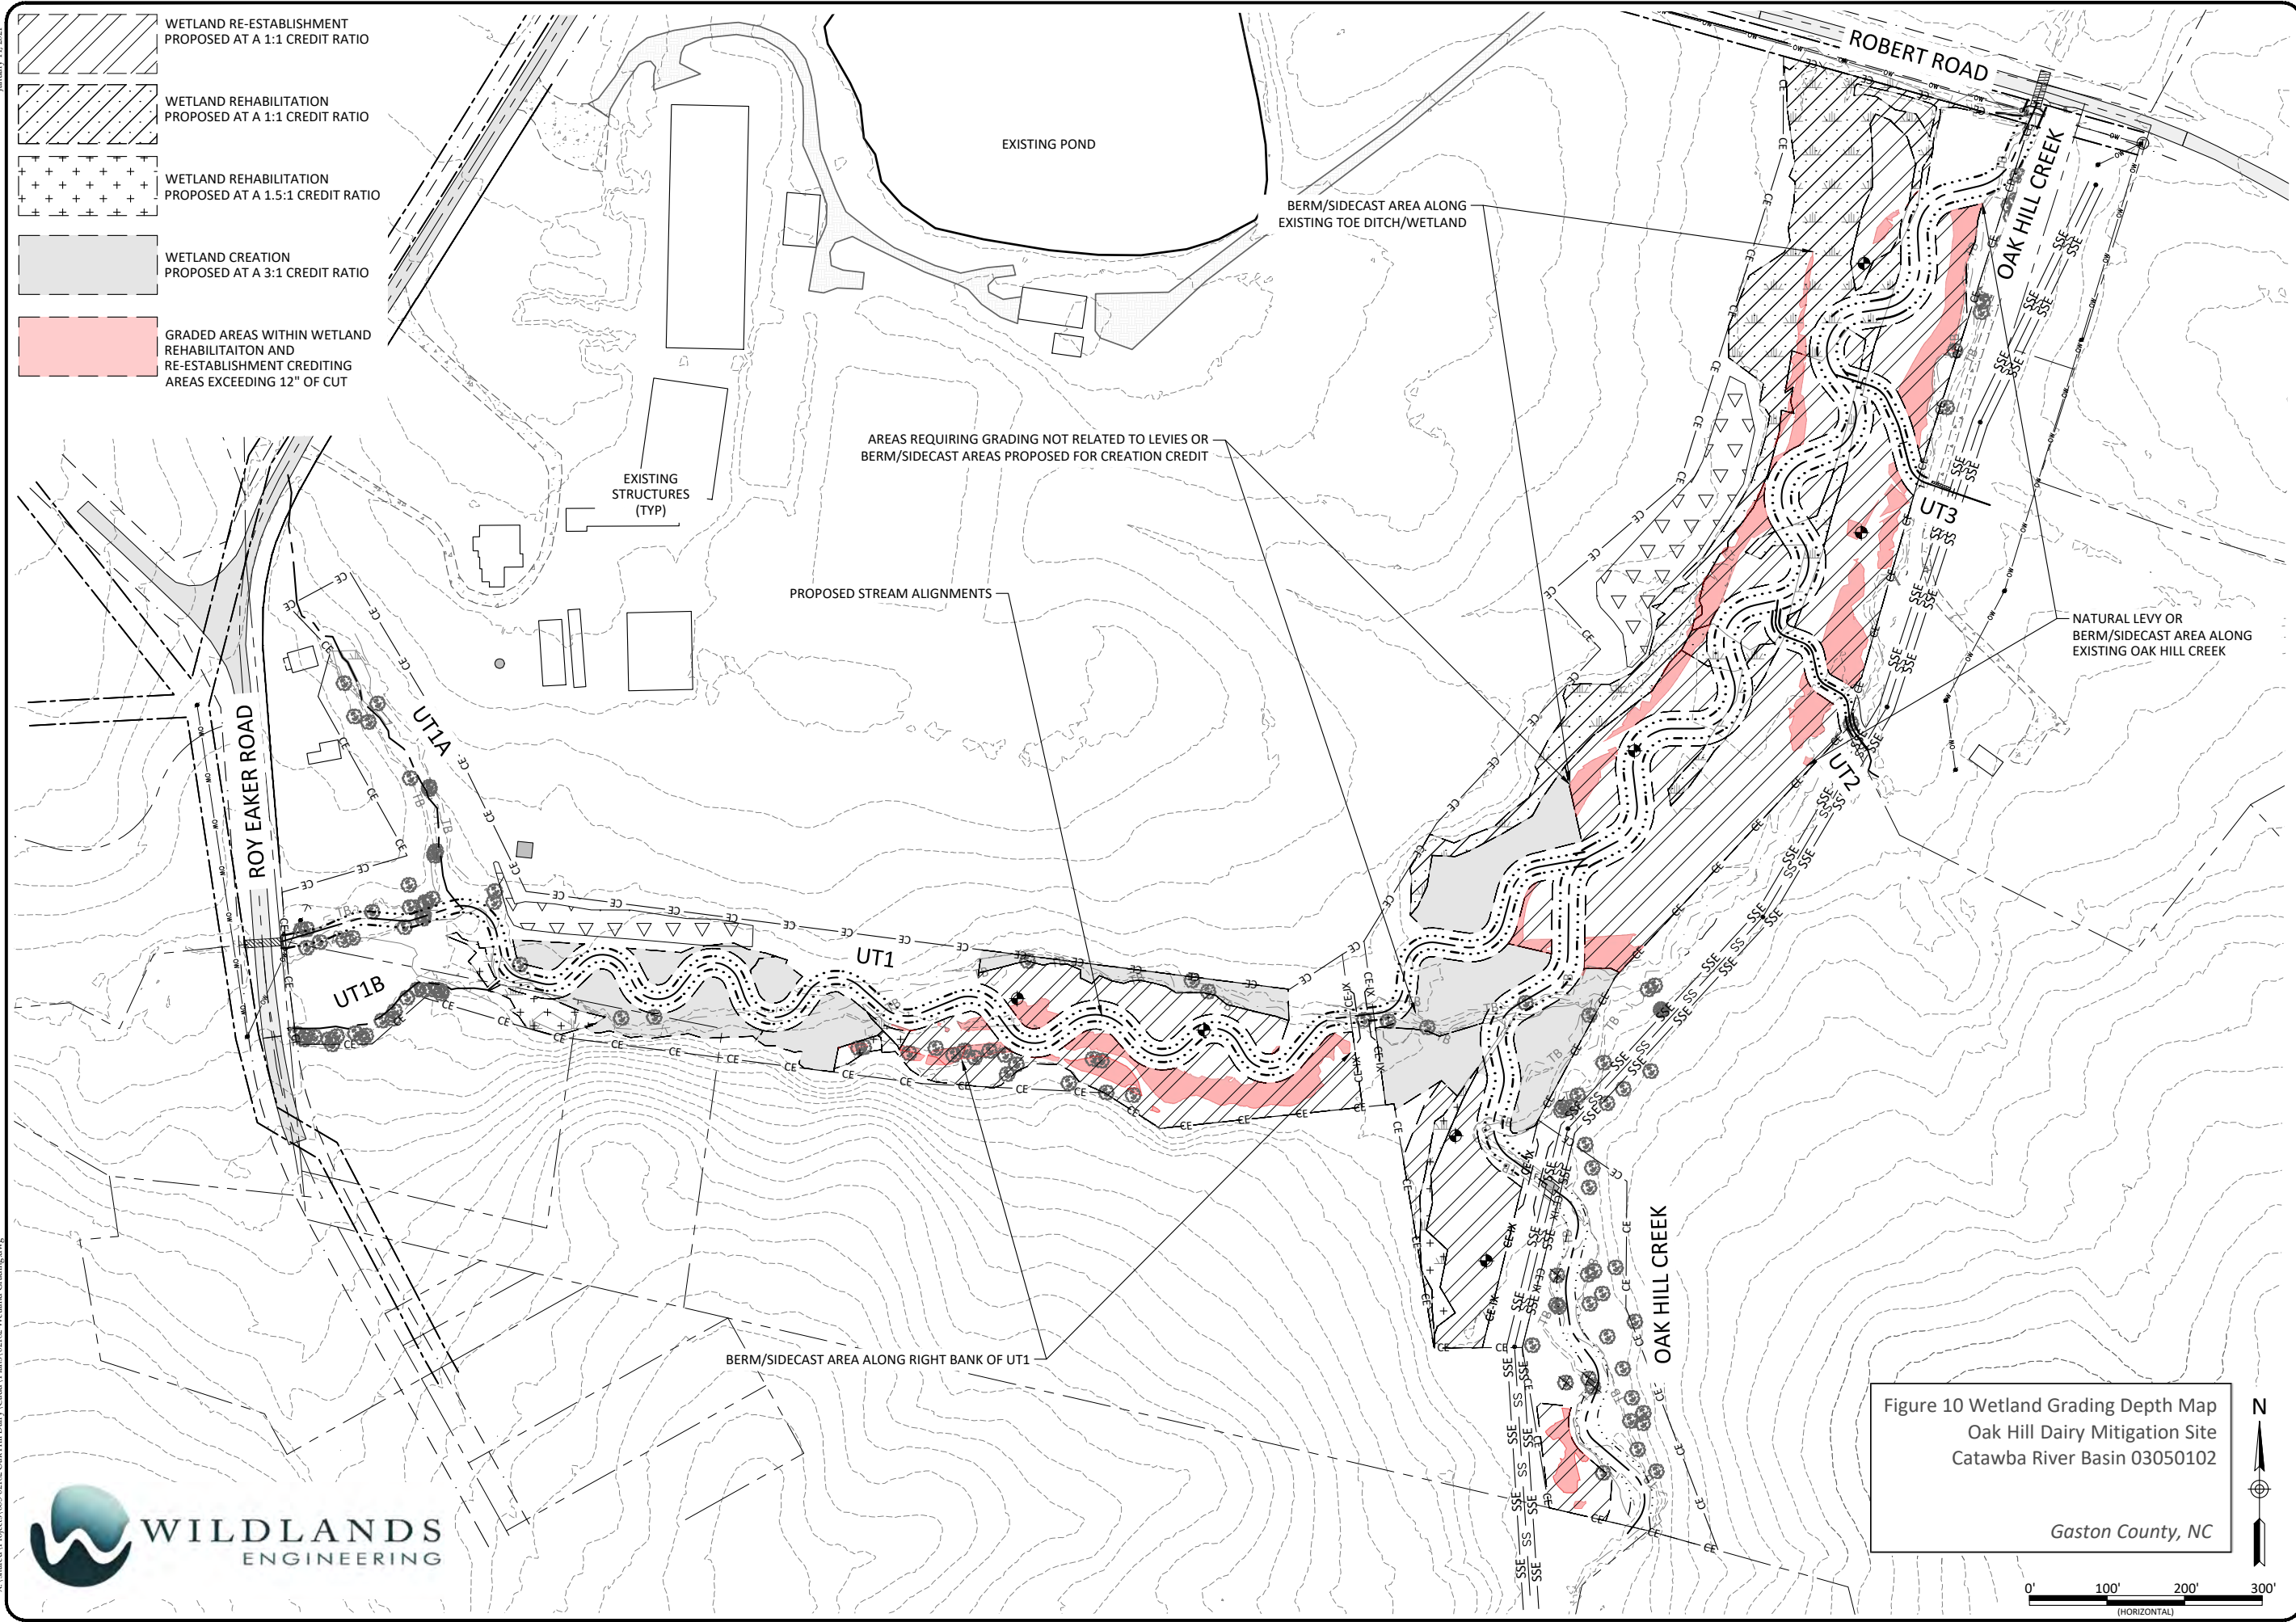 WETLAND RE-ESTABLISHMENT
PROPOSED AT A 1:1 CREDIT RATIO
WETLAND REHABILITATION
PROPOSED AT A 1:1 CREDIT RATIO
WETLAND REHABILITATION
PROPOSED AT A 1.5:1 CREDIT RATIO
WETLAND CREATION
PROPOSED AT A 3:1 CREDIT RATIO
GRADED AREAS WITHIN WETLAND
REHABILITAITON AND
RE-ESTABLISHMENT CREDITING
AREAS EXCEEDING 12" OF CUT
EXISTING POND
ROBERT ROAD
OAK HILL CREEK
BERM/SIDECAST AREA ALONG
EXISTING TOE DITCH/WETLAND
AREAS REQUIRING GRADING NOT RELATED TO LEVIES OR
BERM/SIDECAST AREAS PROPOSED FOR CREATION CREDIT
EXISTING
STRUCTURES
(TYP)
UT3
PROPOSED STREAM ALIGNMENTS
NATURAL LEVY OR
BERM/SIDECAST AREA ALONG
EXISTING OAK HILL CREEK
UT1A
ROY EAKER ROAD
UT2
UT1
UT1B
OAK HILL CREEK
BERM/SIDECAST AREA ALONG RIGHT BANK OF UT1
Figure 10 Wetland Grading Depth Map
Oak Hill Dairy Mitigation Site
Catawba River Basin 03050102
Gaston County, NC
N
0' 100' 200' 300'
(HORIZONTAL)
WILDLANDS
ENGINEERING